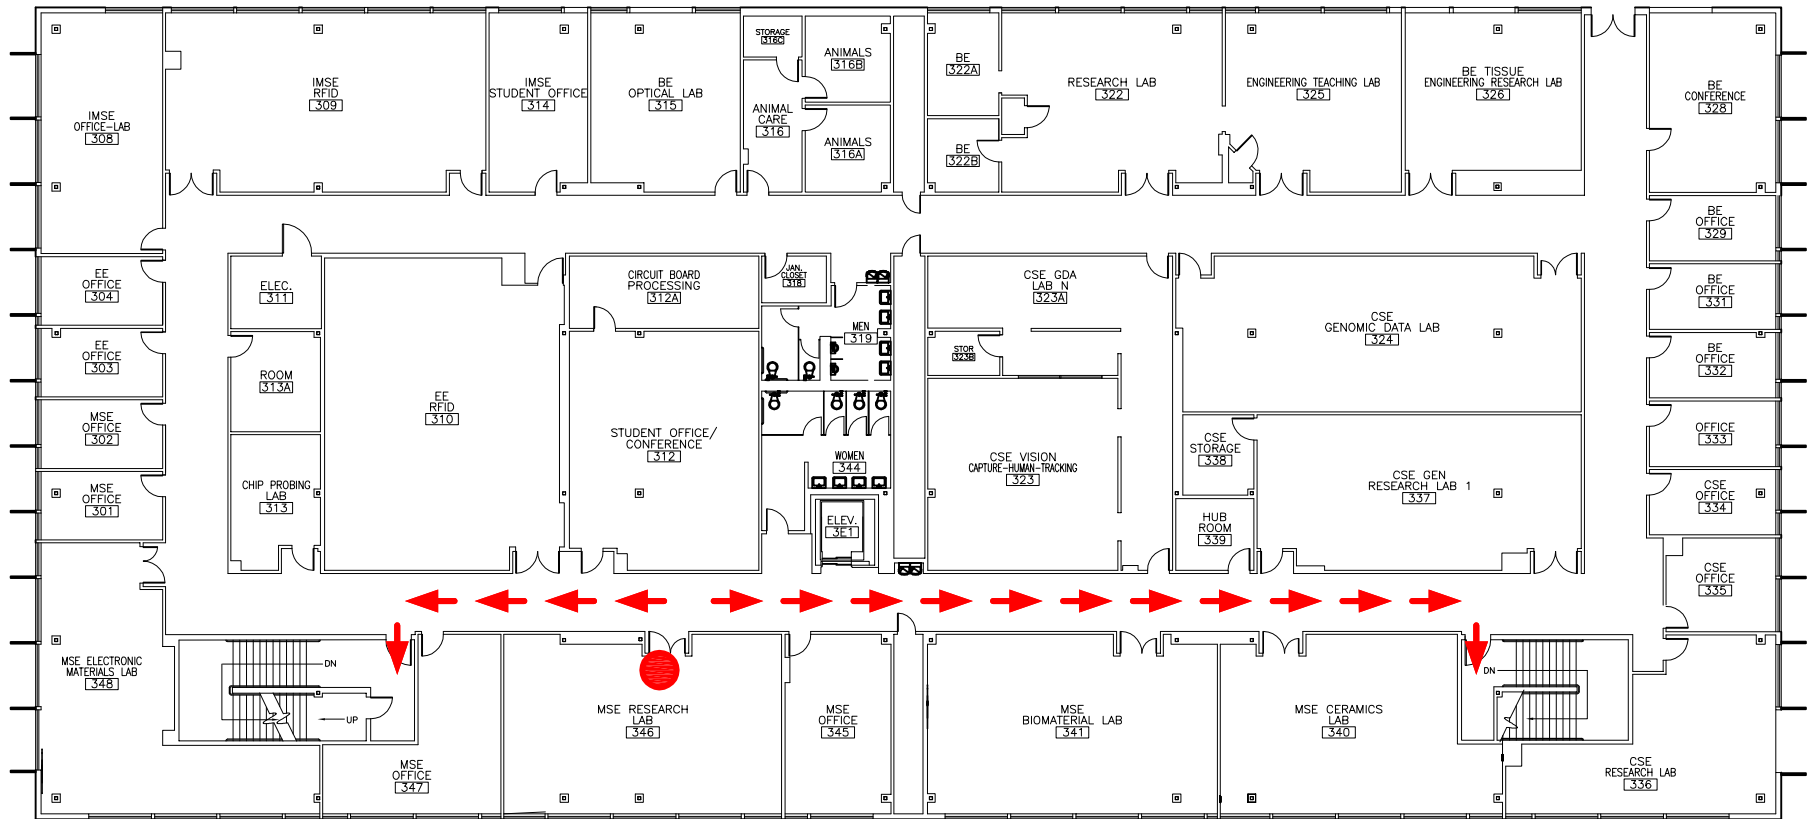 IMSE
OFFICE-LAB
308
IMSE
RFID
309
IMSE
STUDENT OFFICE
314
BE
OPTICAL LAB
315
STORAGE
316C
ANIMALS
316B
ANIMAL
CARE
316
ANIMALS
316A
BE
322A
BE
322B
RESEARCH LAB
322
ENGINEERING TEACHING LAB
325
BE TISSUE
ENGINEERING RESEARCH LAB
326
BE
CONFERENCE
328
BE
OFFICE
329
BE
OFFICE
331
BE
OFFICE
332
OFFICE
333
CSE
OFFICE
334
CSE
OFFICE
335
EE
OFFICE
304
EE
OFFICE
303
MSE
OFFICE
302
MSE
OFFICE
301
ELEC.
311
ROOM
313A
CHIP PROBING
LAB
313
EE
RFID
310
CIRCUIT BOARD
PROCESSING
312A
STUDENT OFFICE/
CONFERENCE
312
JAN.
CLOSET
318
MEN
319
WOMEN
344
ELEV.
3E1
CSE GDA
LAB N
323A
STOR
323B
CSE VISION
CAPTURE-HUMAN-TRACKING
323
CSE
GENOMIC DATA LAB
324
CSE
STORAGE
338
CSE GEN
RESEARCH LAB 1
337
HUB
ROOM
339
MSE ELECTRONIC
MATERIALS LAB
348
DN
UP
MSE
OFFICE
347
MSE RESEARCH
LAB
346
MSE
OFFICE
345
MSE
BIOMATERIAL LAB
341
MSE CERAMICS
LAB
340
DN
CSE
RESEARCH LAB
336